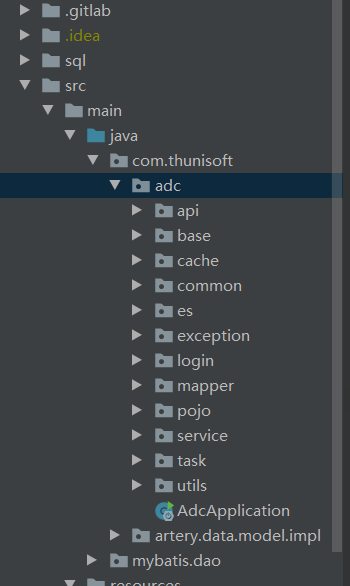 .gitlab
.idea
sql
src
main
java
com.thunisoft
adc
api
base
cache
common
es
exception
login
mapper
pojo
service
task
utils
AdcApplication
artery.data.model.impl
mybatis.dao
resources